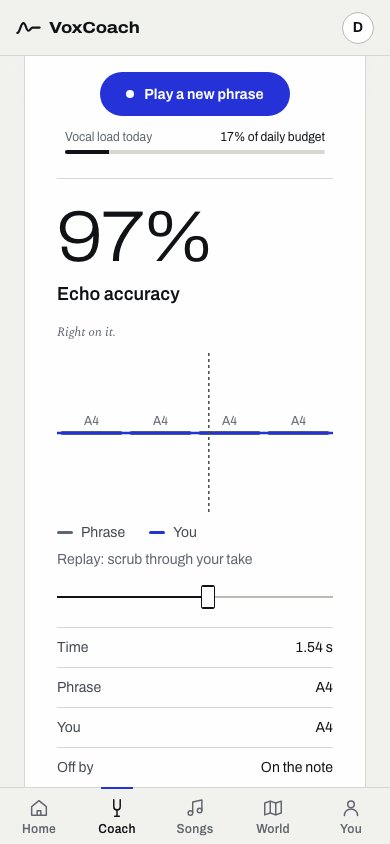 VoxCoach
D
Play a new phrase
Vocal load today 17% of daily budget
97%
Echo accuracy
Right on it.
A4 A4 A4 A4
Phrase You
Replay: scrub through your take
Time 1.54 s
Phrase A4
You A4
Off by On the note
Home Coach Songs World You